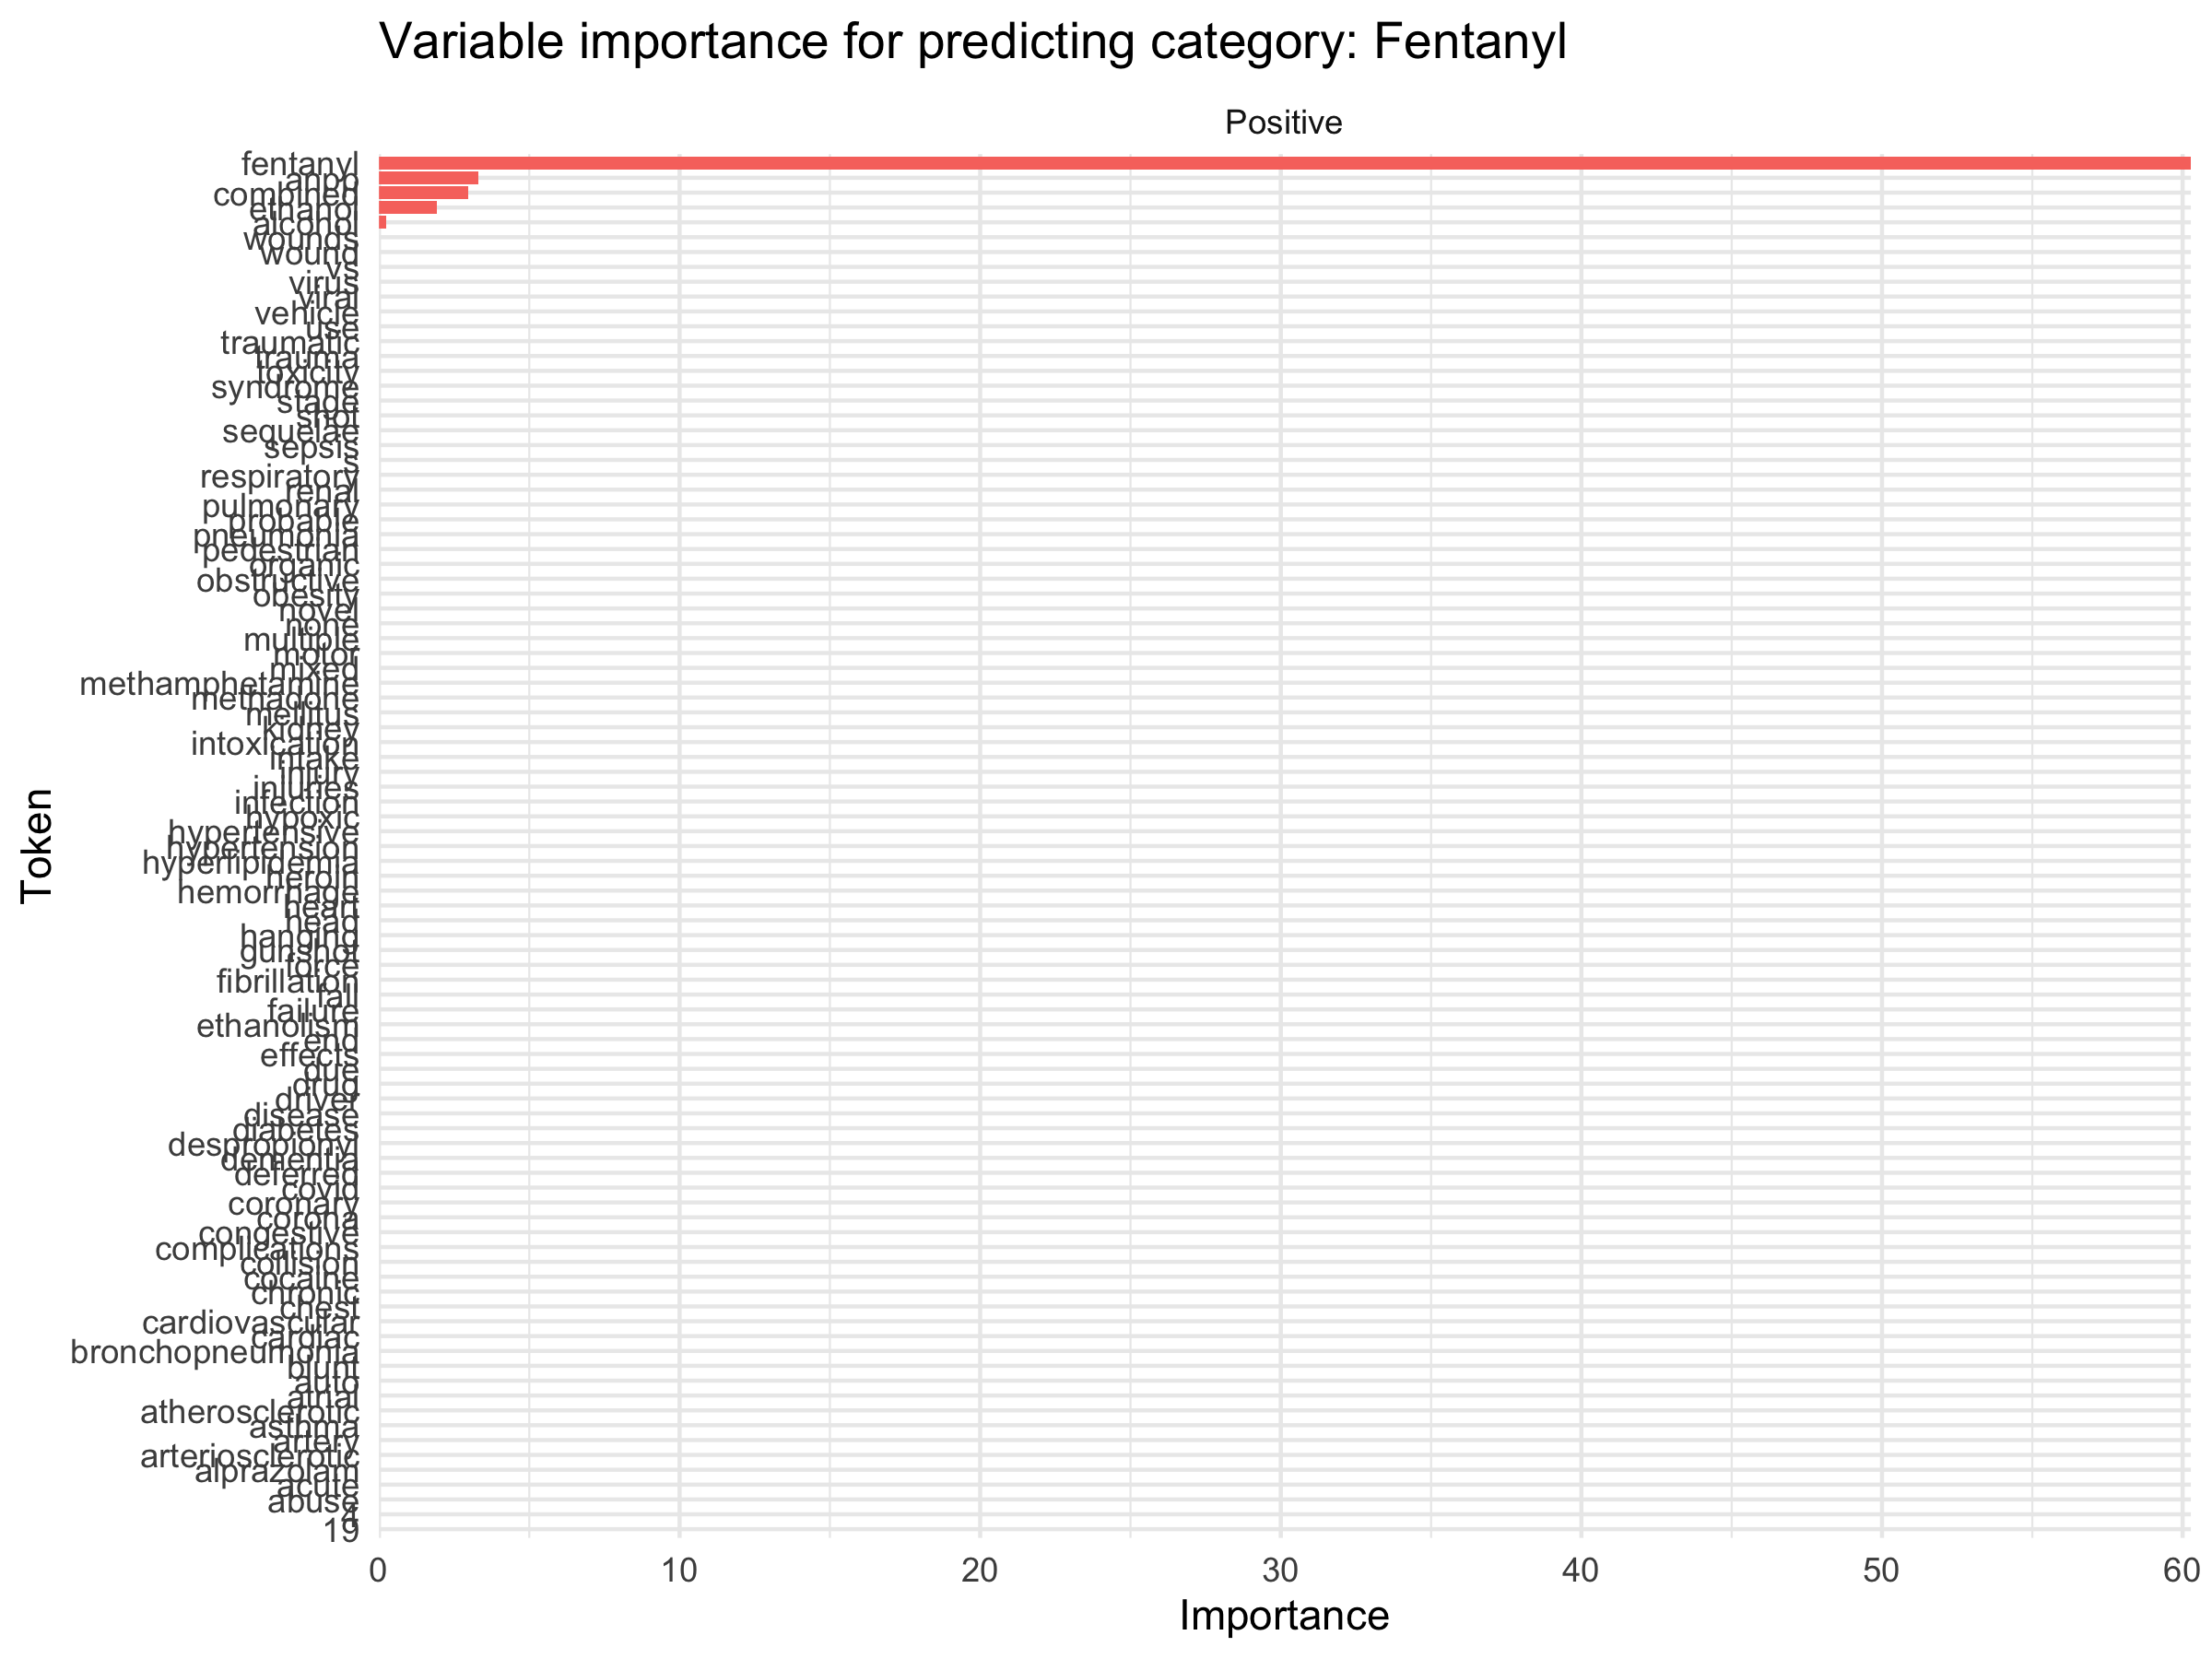 Variable importance for predicting category: Fentanyl
Positive
fentanyl
anpp
combined
ethanol
alcohol
wounds
wound
vs
virus
viral
vehicle
use
traumatic
trauma
toxicity
syndrome
stage
shot
sequelae
sepsis
s
respiratory
renal
pulmonary
probable
pneumonia
pedestrian
organic
obstructive
obesity
novel
none
multiple
motor
mixed
methamphetamine
methadone
mellitus
kidney
intoxication
intake
injury
injuries
infection
hypoxic
hypertensive
hypertension
hyperlipidemia
heroin
hemorrhage
heart
head
hanging
gunshot
force
fibrillation
fall
failure
ethanolism
end
effects
due
drug
driver
disease
diabetes
despropionyl
dementia
deferred
covid
coronary
corona
congestive
complications
collision
cocaine
chronic
chest
cardiovascular
cardiac
bronchopneumonia
blunt
auto
atrial
atherosclerotic
asthma
artery
arteriosclerotic
alprazolam
acute
abuse
4
19
Token
0 10 20 30 40 50 60
Importance